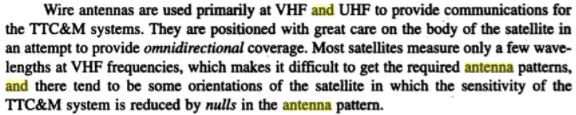 Wire antennas are used primarily at VHF and UHF to provide communications for
the TTC&M systems. They are positioned with great care on the body of the satellite in
an attempt to provide omnidirectional coverage. Most satellites measure only a few wave-
lengths at VHF frequencies, which makes it difficult to get the required antenna patterns,
and there tend to be some orientations of the satellite in which the sensitivity of the
TTC&M system is reduced by nulls in the antenna pattern.